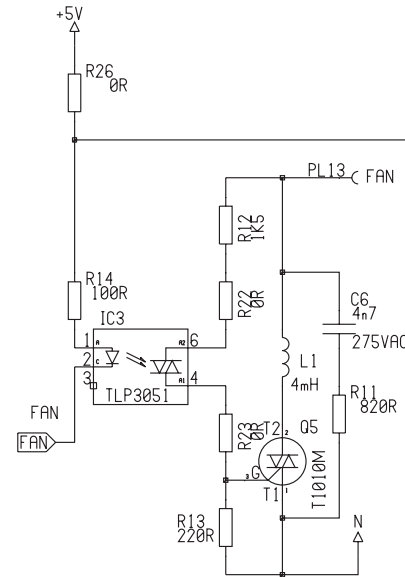 +5V
R26
0R
PL13
FAN
R12
1K5
R14
100R
R22
0R
C6
4n7
275VAC
IC3
1
A
A2
6
2
C
3
A1
4
TLP3051
L1
4mH
R11
820R
FAN
FAN
R23
0R
T2
2
Q5
3
G
T1
1
T1010M
R13
220R
N